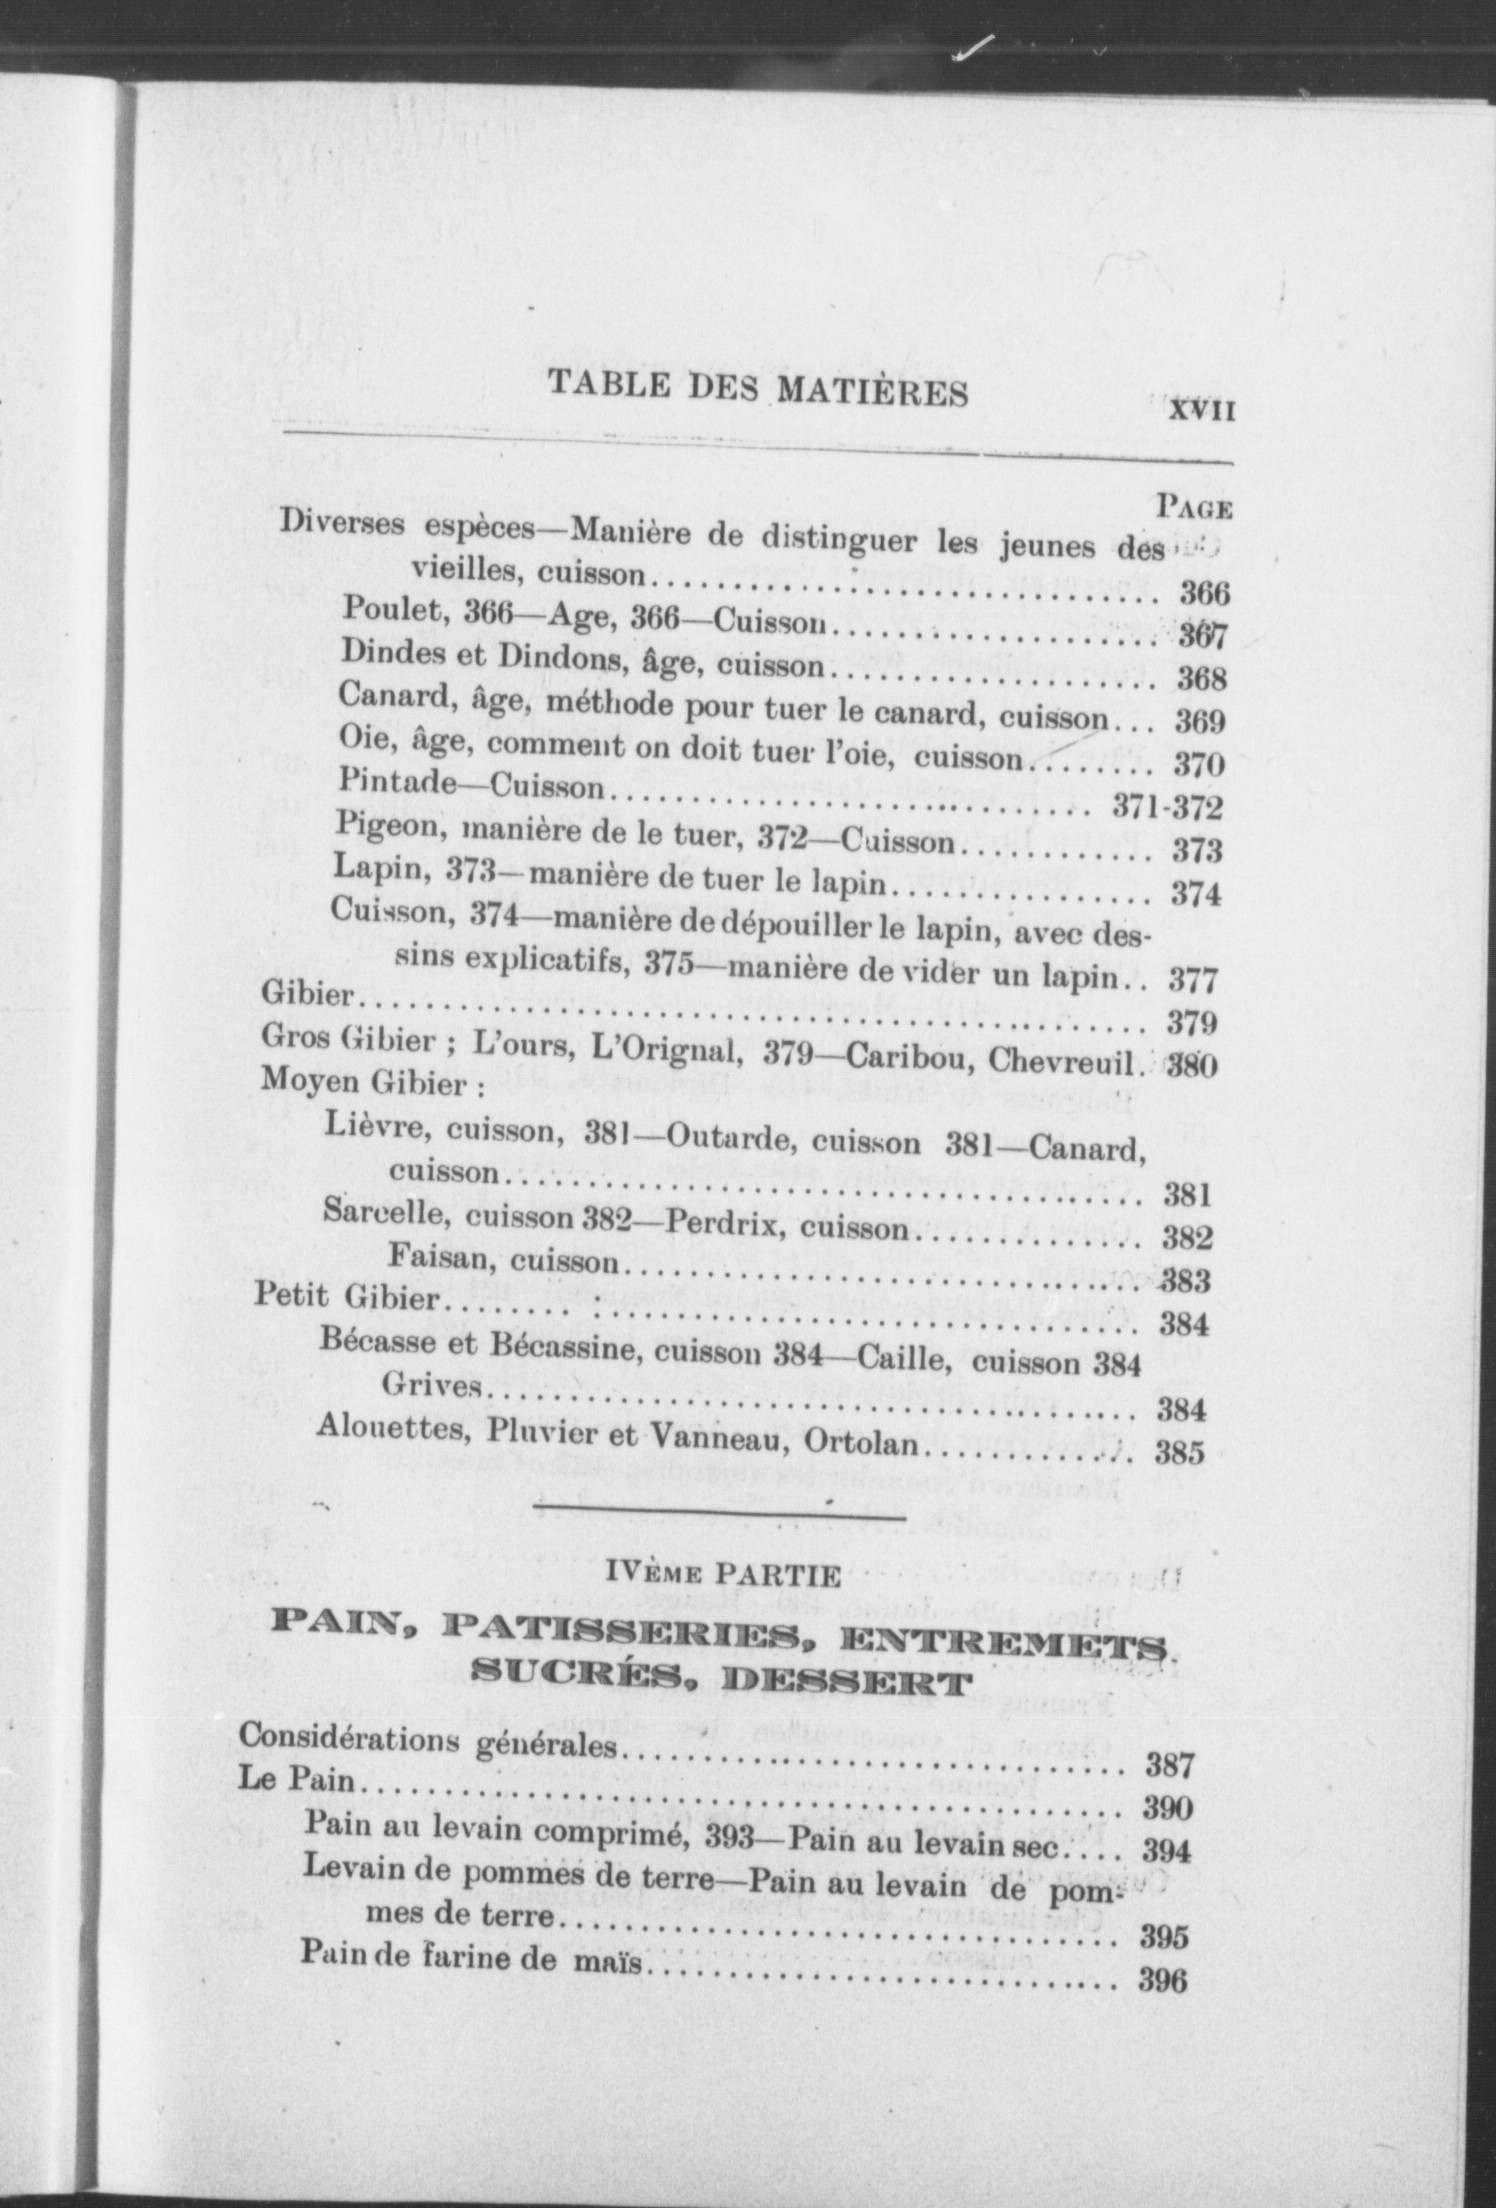 TABLE DES MATIÈRES XVII
PAGE
Diverses espèces—Manière de distinguer les jeunes des
vieilles, cuisson................................ 366
Poulet, 366—Age, 366—Cuisson.................... 367
Dindes et Dindons, âge, cuisson.................... 368
Canard, âge, méthode pour tuer le canard, cuisson... 369
Oie, âge, comment on doit tuer l'oie, cuisson........ 370
Pintade—Cuisson.............................. 371-372
Pigeon, manière de le tuer, 372—Cuisson............ 373
Lapin, 373—manière de tuer le lapin................ 374
Cuisson, 374—manière de dépouiller le lapin, avec des-
sins explicatifs, 375—manière de vider un lapin.. 377
Gibier................................................ 379
Gros Gibier ; L'ours, L'Orignal, 379—Caribou, Chevreuil. 380
Moyen Gibier :
Lièvre, cuisson, 381—Outarde, cuisson 381—Canard,
cuisson....................................... 381
Sarcelle, cuisson 382—Perdrix, cuisson.............. 382
Faisan, cuisson................................ 383
Petit Gibier........ :................................. 384
Bécasse et Bécassine, cuisson 384—Caille, cuisson 384
Grives........................................ 384
Alouettes, Pluvier et Vanneau, Ortolan............. 385
IVÈME PARTIE
PAIN, PATISSERIES, ENTREMETS
SUCRÉS, DESSERT
Considérations générales............................... 387
Le Pain............................................... 390
Pain au levain comprimé, 393—Pain au levain sec.... 394
Levain de pommes de terre—Pain au levain de pom-
mes de terre.................................. 395
Pain de farine de maïs............................. 396